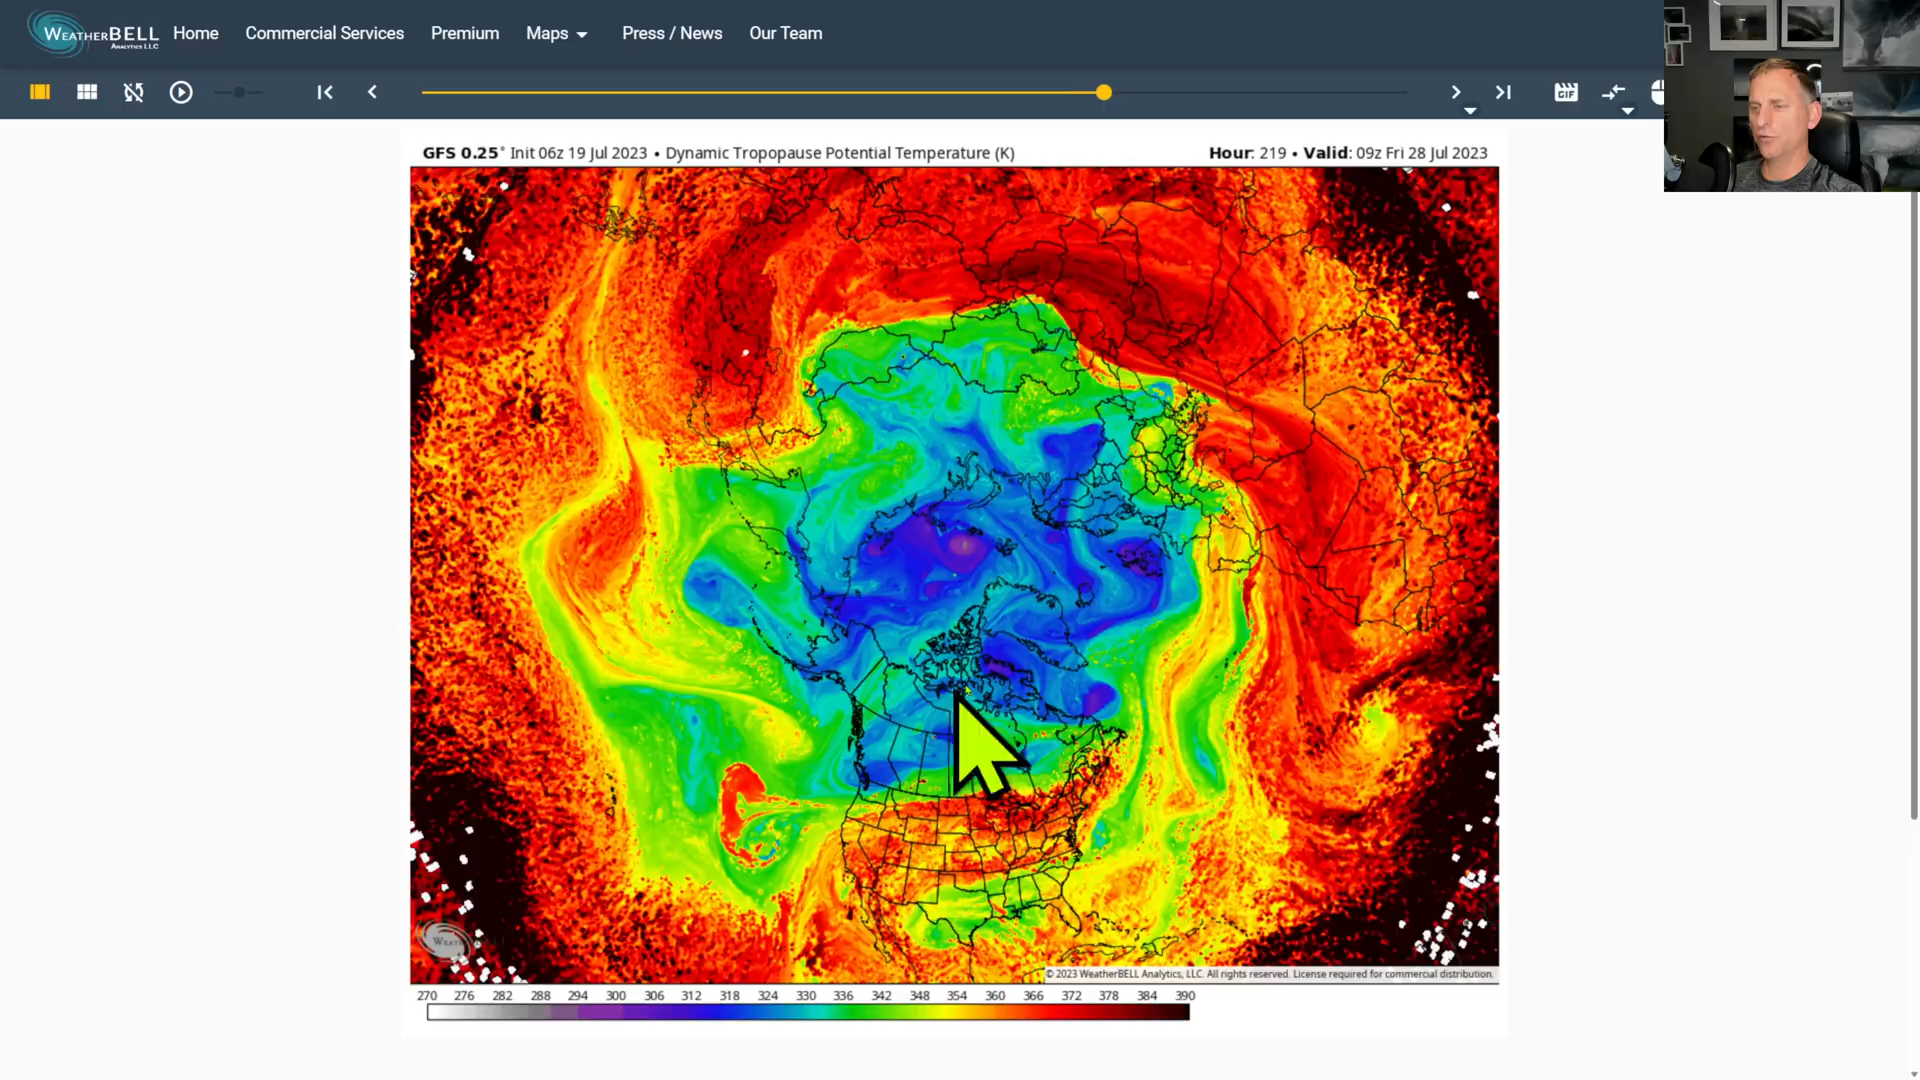 WEATHERBELL
ANALYTICS LLC
Home
Commercial Services
Premium
Maps
Press / News
Our Team
GIF
GFS 0.25° Init 06z 19 Jul 2023 • Dynamic Tropopause Potential Temperature (K)
Hour: 219 • Valid: 09z Fri 28 Jul 2023
© 2023 WeatherBELL Analytics, LLC. All rights reserved. License required for commercial distribution.
270 276 282 288 294 300 306 312 318 324 330 336 342 348 354 360 366 372 378 384 390